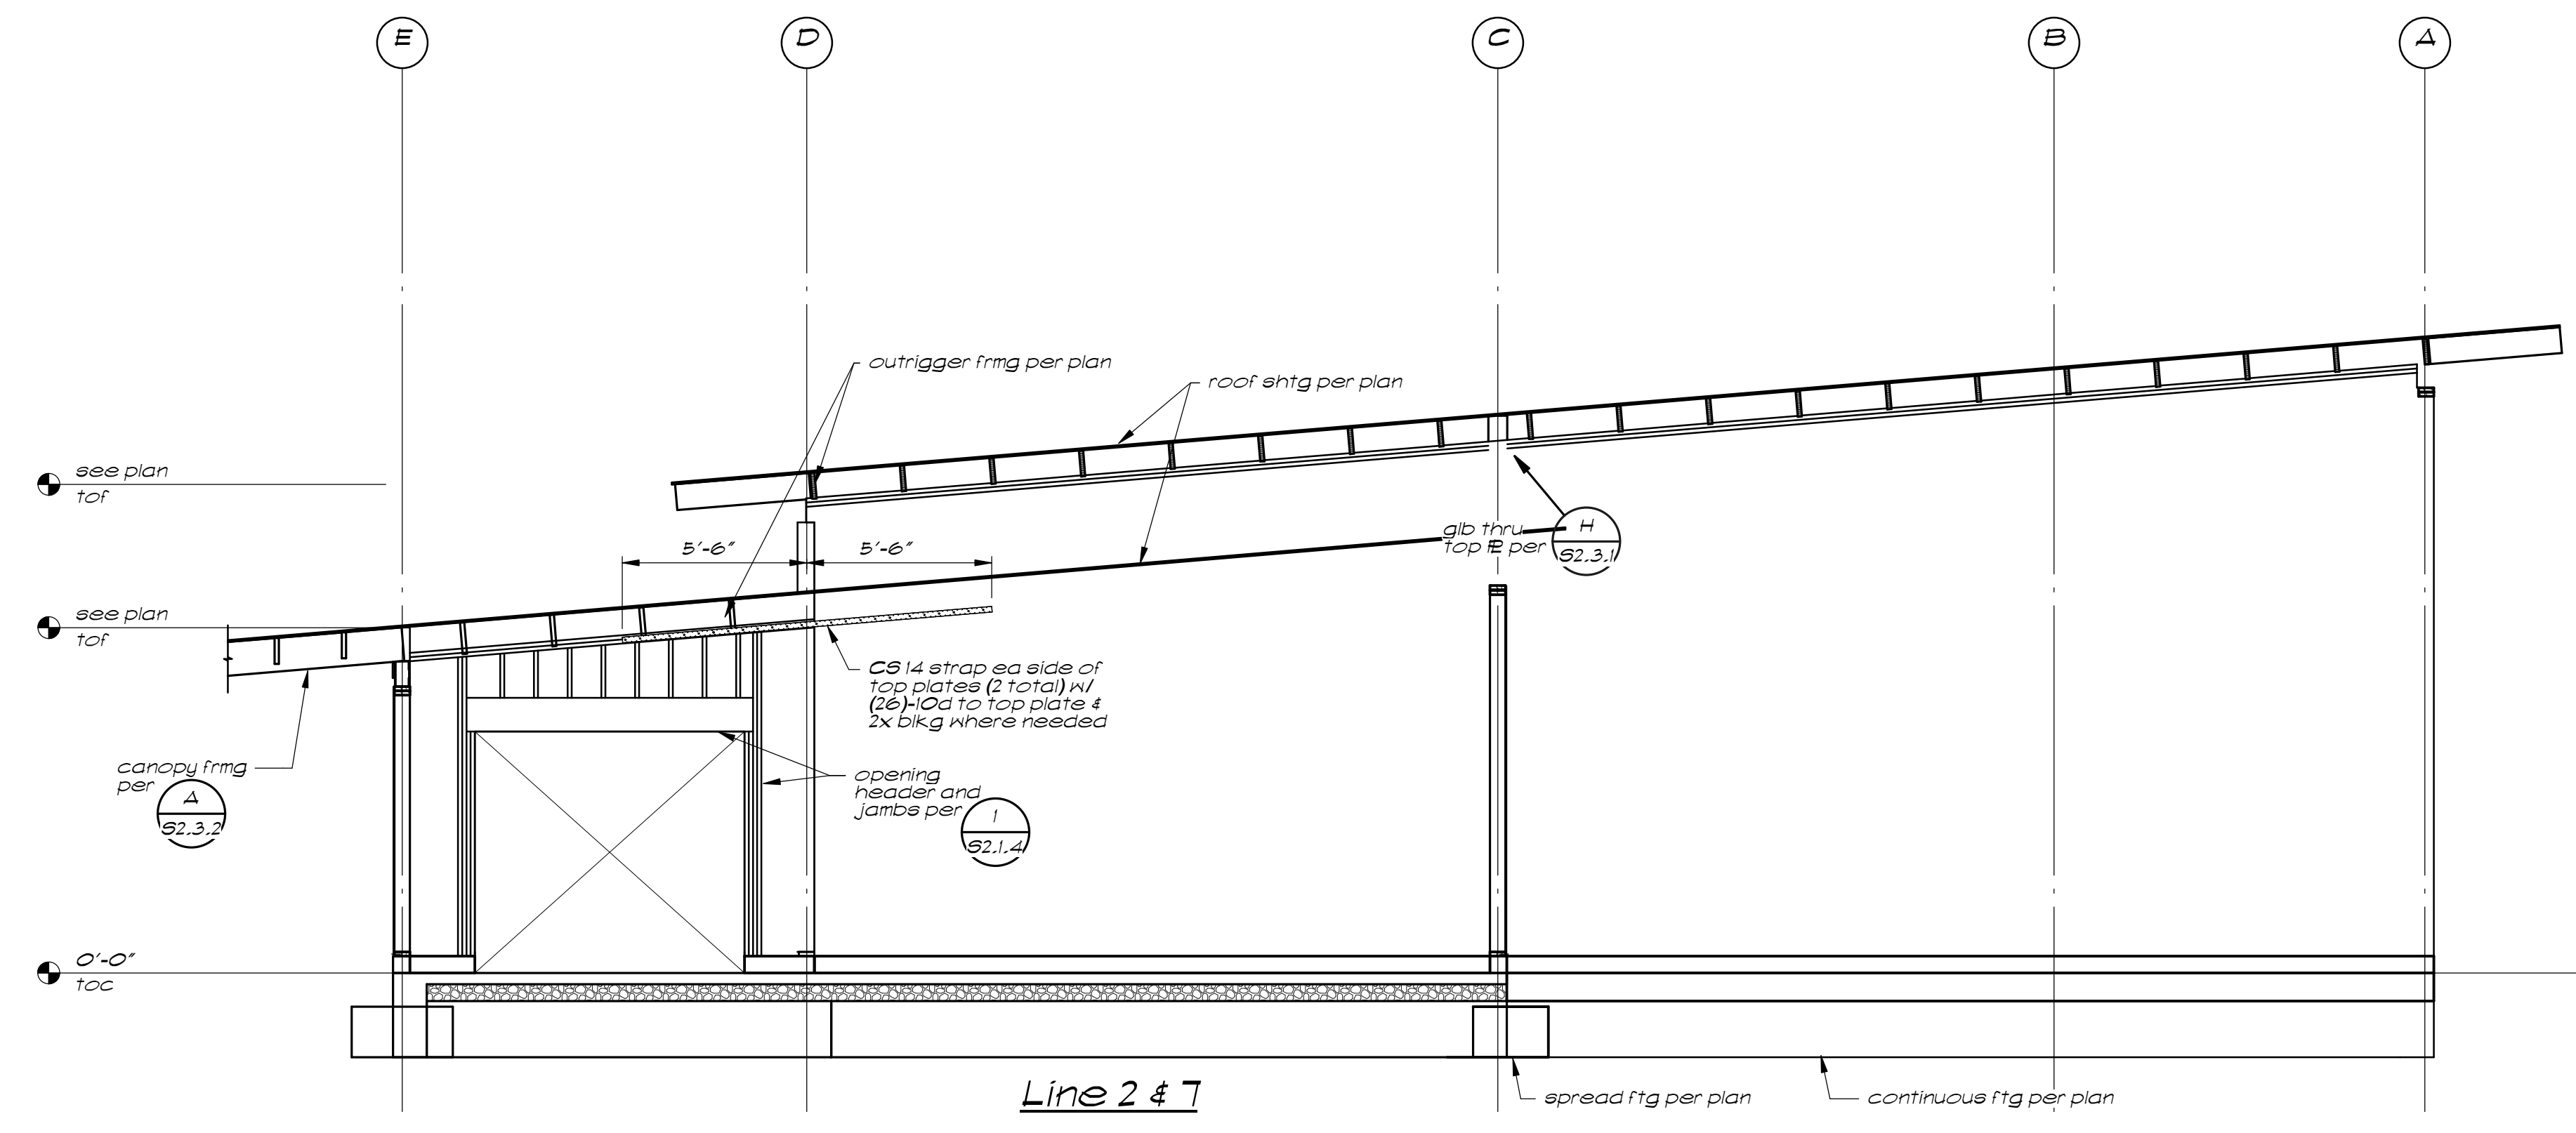 E
D
C
B
A
outrigger frmg per plan
roof shtg per plan
see plan
tof
5'-6"
5'-6"
glb thru
top ℙ per
H
S2.3.1
see plan
tof
CS14 strap ea side of
top plates (2 total) w/
(26)-10d to top plate &
2x blkg where needed
canopy frmg
per
A
S2.3.2
opening
header and
jambs per
1
S2.1.4
0'-0"
toc
Line 2 & 7
spread ftg per plan
continuous ftg per plan